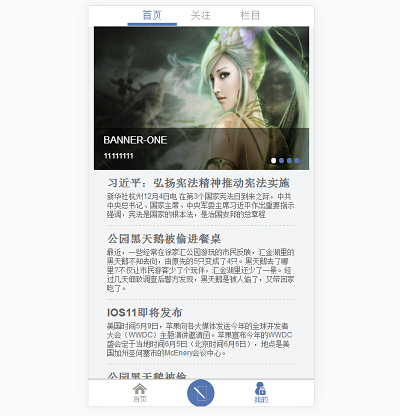 首页 关注 栏目
BANNER-ONE
11111111
习近平：弘扬宪法精神推动宪法实施
新华社杭州12月4日电 在第3个国家宪法日到来之际，中共
中央总书记、国家主席、中央军委主席习近平作出重要指示
强调，宪法是国家的根本法，是治国安邦的总章程
公园黑天鹅被偷进餐桌
最近，一些经常在徐家汇公园游玩的市民反映，汇金湖里的
黑天鹅不知去向，由原先的5只变成了4只。黑天鹅去了哪
里?不仅让市民游客少了个玩伴，汇金湖里还少了一景。经
过几天细致调查后警方发现，黑天鹅是被人偷了，又带回家
吃了。
IOS11即将发布
美国时间5月9日，苹果向各大媒体发送今年的全球开发者
大会（WWDC）主题演讲邀请函。苹果宣布今年的WWDC
盛会定于当地时间6月5日（北京时间6月6日），地点是美
国加州圣何塞市的McEnery会议中心。
公园黑天鹅被偷
首页 我的